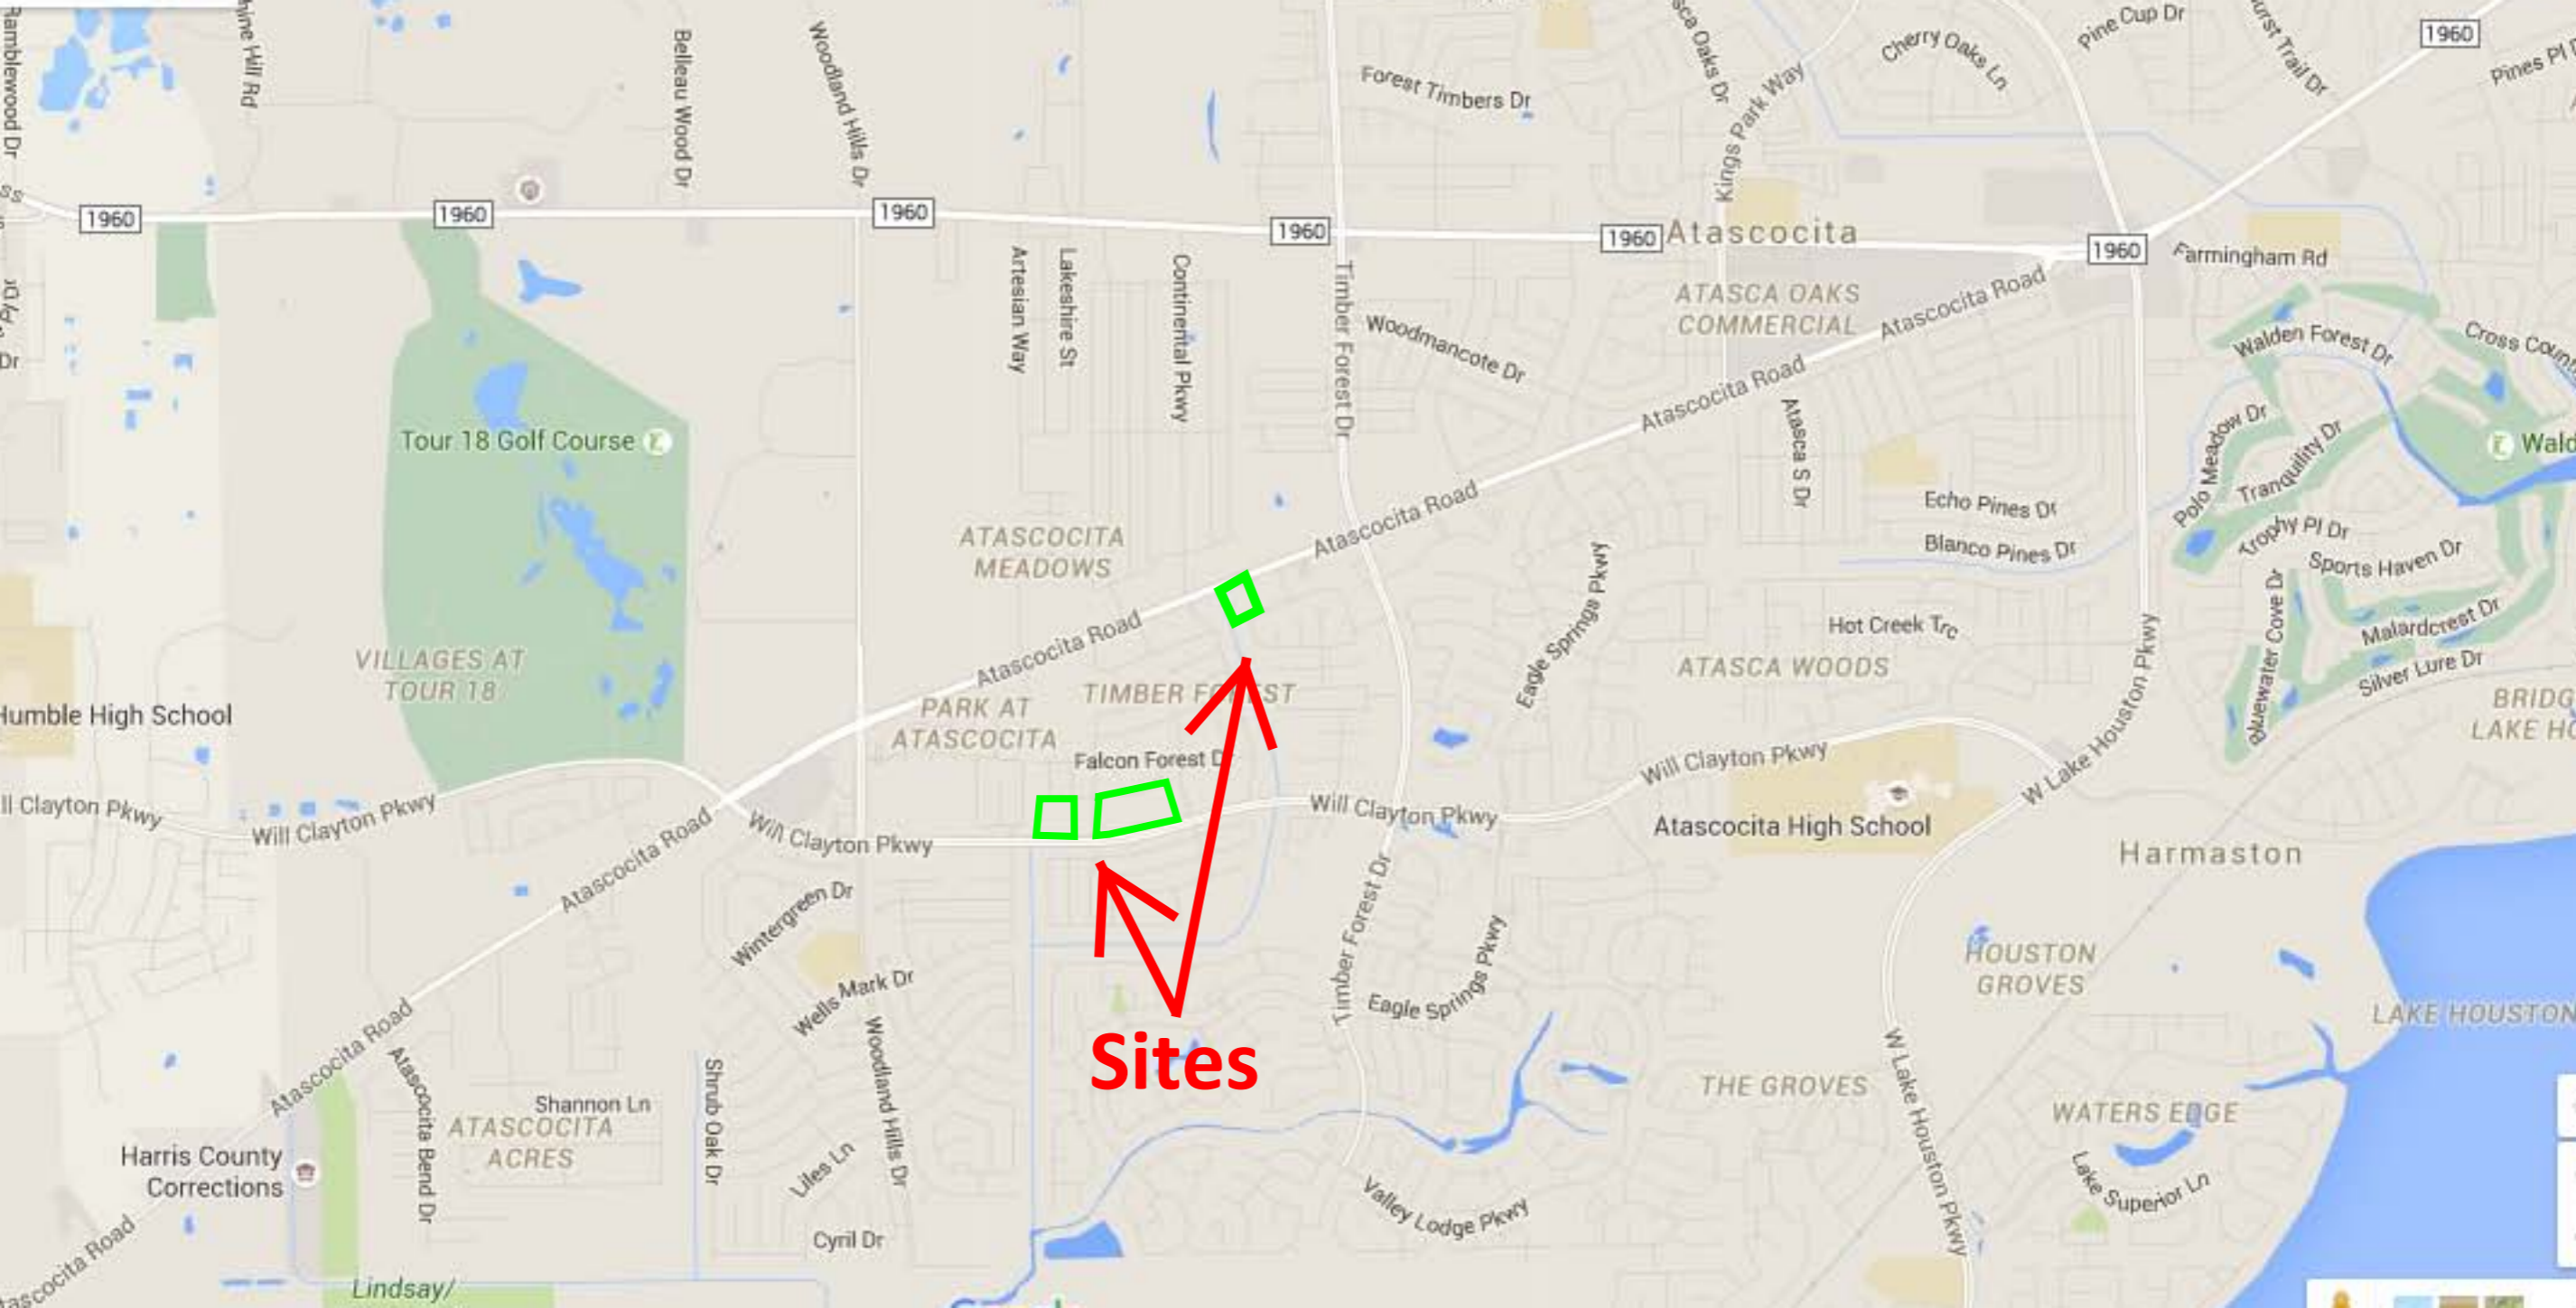 Pine Cup Dr
1960
Belleau Wood Dr
Woodland Hills Dr
Cherry Oaks Ln
Forest Timbers Dr
Kings Park Way
1960
1960
1960
1960
1960
Atascocita
1960
Farmingham Rd
Artesian Way
Lakeshire St
Continental Pkwy
Timber Forest Dr
ATASCA OAKS
COMMERCIAL
Atascocita Road
Woodmancote Dr
Walden Forest Dr
Atascocita Road
Atascocita Road
Atasca S Dr
Polo Meadow Dr
Tranquility Dr
Tour 18 Golf Course
Echo Pines Dr
Blanco Pines Dr
Trophy Pl Dr
Sports Haven Dr
ATASCOCITA
MEADOWS
Atascocita Road
Eagle Springs Pkwy
Hot Creek Trc
Malardcrest Dr
Silver Lure Dr
Bluewater Cove Dr
VILLAGES AT
TOUR 18
Atascocita Road
ATASCA WOODS
TIMBER FOREST
PARK AT
ATASCOCITA
Humble High School
Falcon Forest Dr
Will Clayton Pkwy
W Lake Houston Pkwy
Will Clayton Pkwy
Will Clayton Pkwy
Will Clayton Pkwy
Atascocita High School
Harmaston
Atascocita Road
Wintergreen Dr
Wells Mark Dr
Timber Forest Dr
Eagle Springs Pkwy
HOUSTON
GROVES
LAKE HOUSTON
Atascocita Road
Sites
Woodland Hills Dr
Shrub Oak Dr
Atascocita Bend Dr
Shannon Ln
ATASCOCITA
ACRES
THE GROVES
WATERS EDGE
W Lake Houston Pkwy
Harris County
Corrections
Liles Ln
Lake Superior Ln
Valley Lodge Pkwy
Cyril Dr
Lindsay/